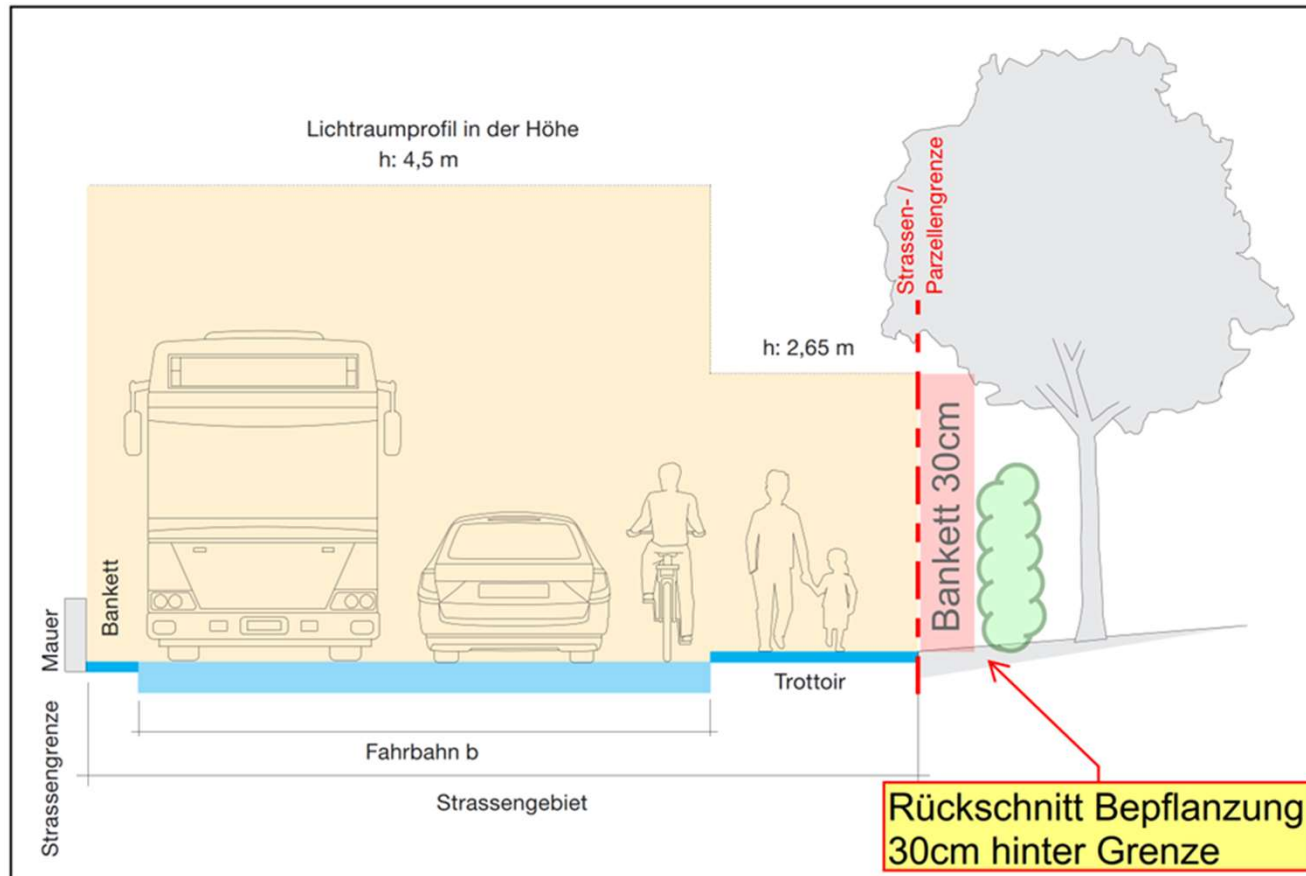 Lichtraumprofil in der Höhe
h: 4,5 m
Strassen- /
Parzellengrenze
h: 2,65 m
Bankett 30cm
Bankett
Mauer
Trottoir
Strassengrenze
Fahrbahn b
Strassengebiet
Rückschnitt Bepflanzung
30cm hinter Grenze